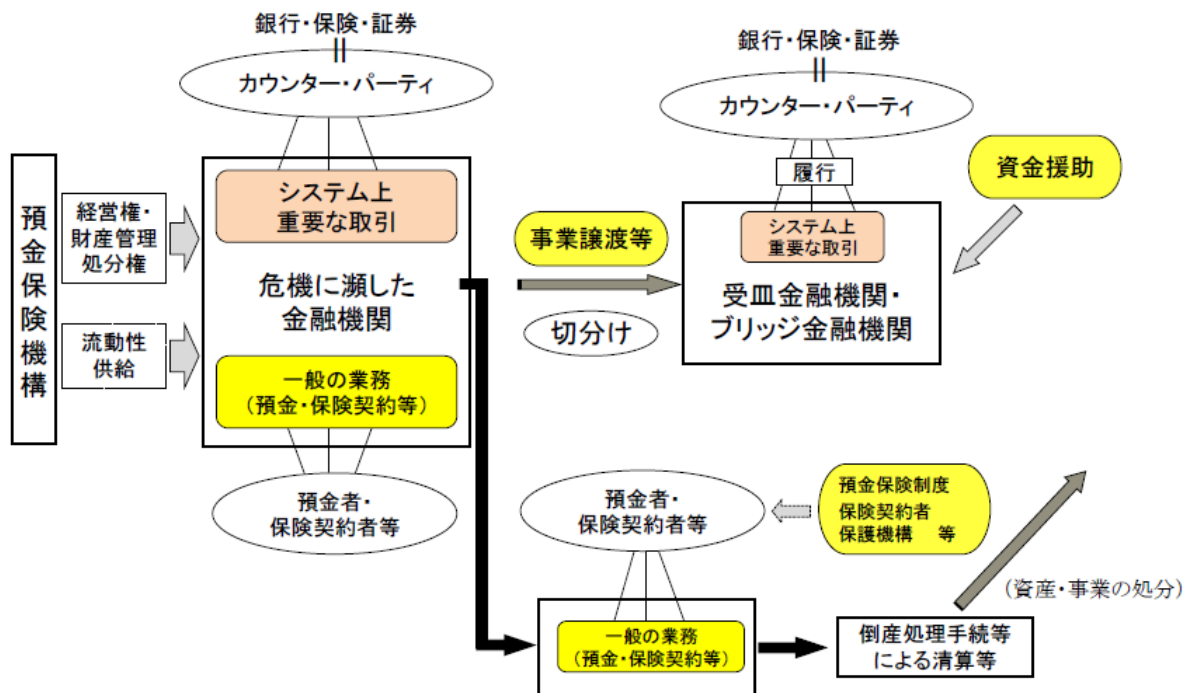 銀行・保険・証券
カウンター・パーティ
預金保険機構
経営権・
財産管理
処分権
流動性
供給
システム上
重要な取引
危機に瀕した
金融機関
一般の業務
（預金・保険契約等）
預金者・
保険契約者等
事業譲渡等
切分け
銀行・保険・証券
カウンター・パーティ
履行
システム上
重要な取引
受皿金融機関・
ブリッジ金融機関
資金援助
預金者・
保険契約者等
預金保険制度
保険契約者
保護機構　等
一般の業務
（預金・保険契約等）
倒産処理手続等
による清算等
(資産・事業の処分)